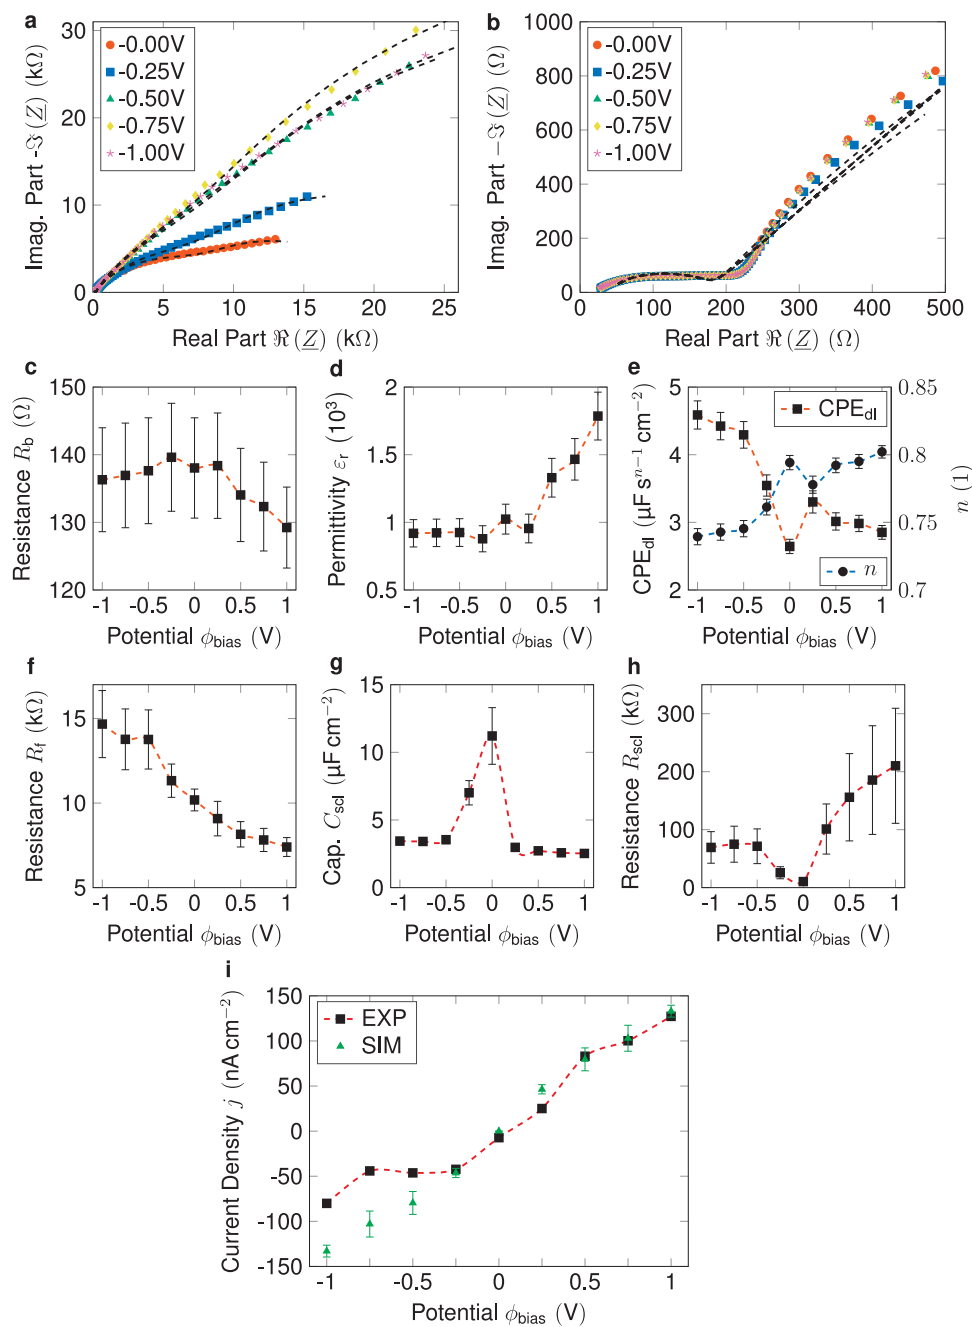 a
Imag. Part -ℑ(Z) (kΩ)
30
20
10
0
0 5 10 15 20 25
Real Part ℜ(Z) (kΩ)
-0.00V
-0.25V
-0.50V
-0.75V
-1.00V
b
Imag. Part −ℑ(Z) (Ω)
1000
800
600
400
200
0
0 100 200 300 400 500
Real Part ℜ(Z) (Ω)
-0.00V
-0.25V
-0.50V
-0.75V
-1.00V
c
Resistance R_b (Ω)
150
140
130
120
-1 -0.5 0 0.5 1
Potential ϕ_bias (V)
d
Permittivity ε_r (10³)
2
1.5
1
0.5
-1 -0.5 0 0.5 1
Potential ϕ_bias (V)
e
CPE_dl (µF s^{n−1} cm^{−2})
5
4
3
2
CPE_dl
n
0.85
0.8
0.75
0.7
n (1)
-1 -0.5 0 0.5 1
Potential ϕ_bias (V)
f
Resistance R_f (kΩ)
15
10
5
-1 -0.5 0 0.5 1
Potential ϕ_bias (V)
g
Cap. C_scl (µF cm^{−2})
15
10
5
0
-1 -0.5 0 0.5 1
Potential ϕ_bias (V)
h
Resistance R_scl (kΩ)
300
200
100
0
-1 -0.5 0 0.5 1
Potential ϕ_bias (V)
i
Current Density j (nA cm^{−2})
150
100
50
0
-50
-100
-150
EXP
SIM
-1 -0.5 0 0.5 1
Potential ϕ_bias (V)